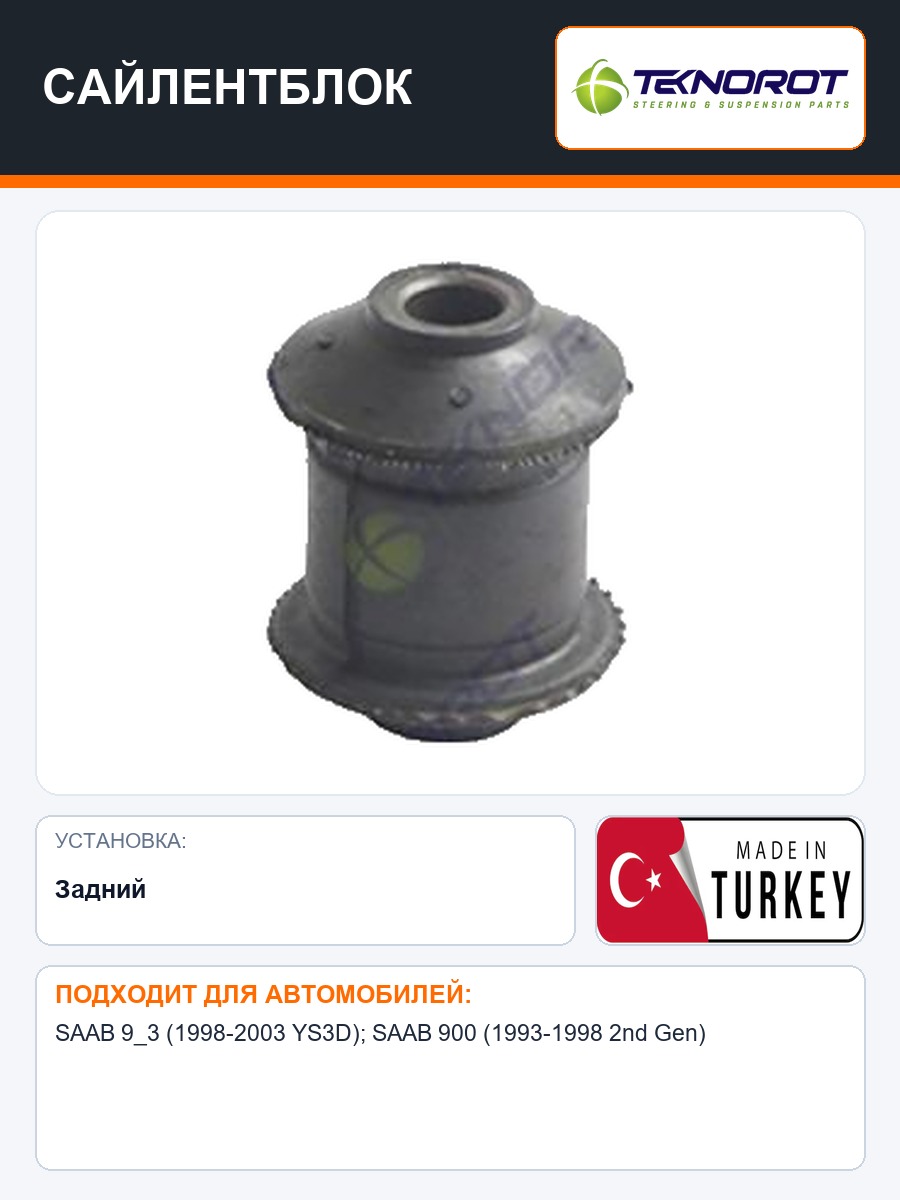 САЙЛЕНТБЛОК
TEKNOROT
STEERING & SUSPENSION PARTS
УСТАНОВКА:
Задний
MADE IN
TURKEY
ПОДХОДИТ ДЛЯ АВТОМОБИЛЕЙ:
SAAB 9_3 (1998-2003 YS3D); SAAB 900 (1993-1998 2nd Gen)